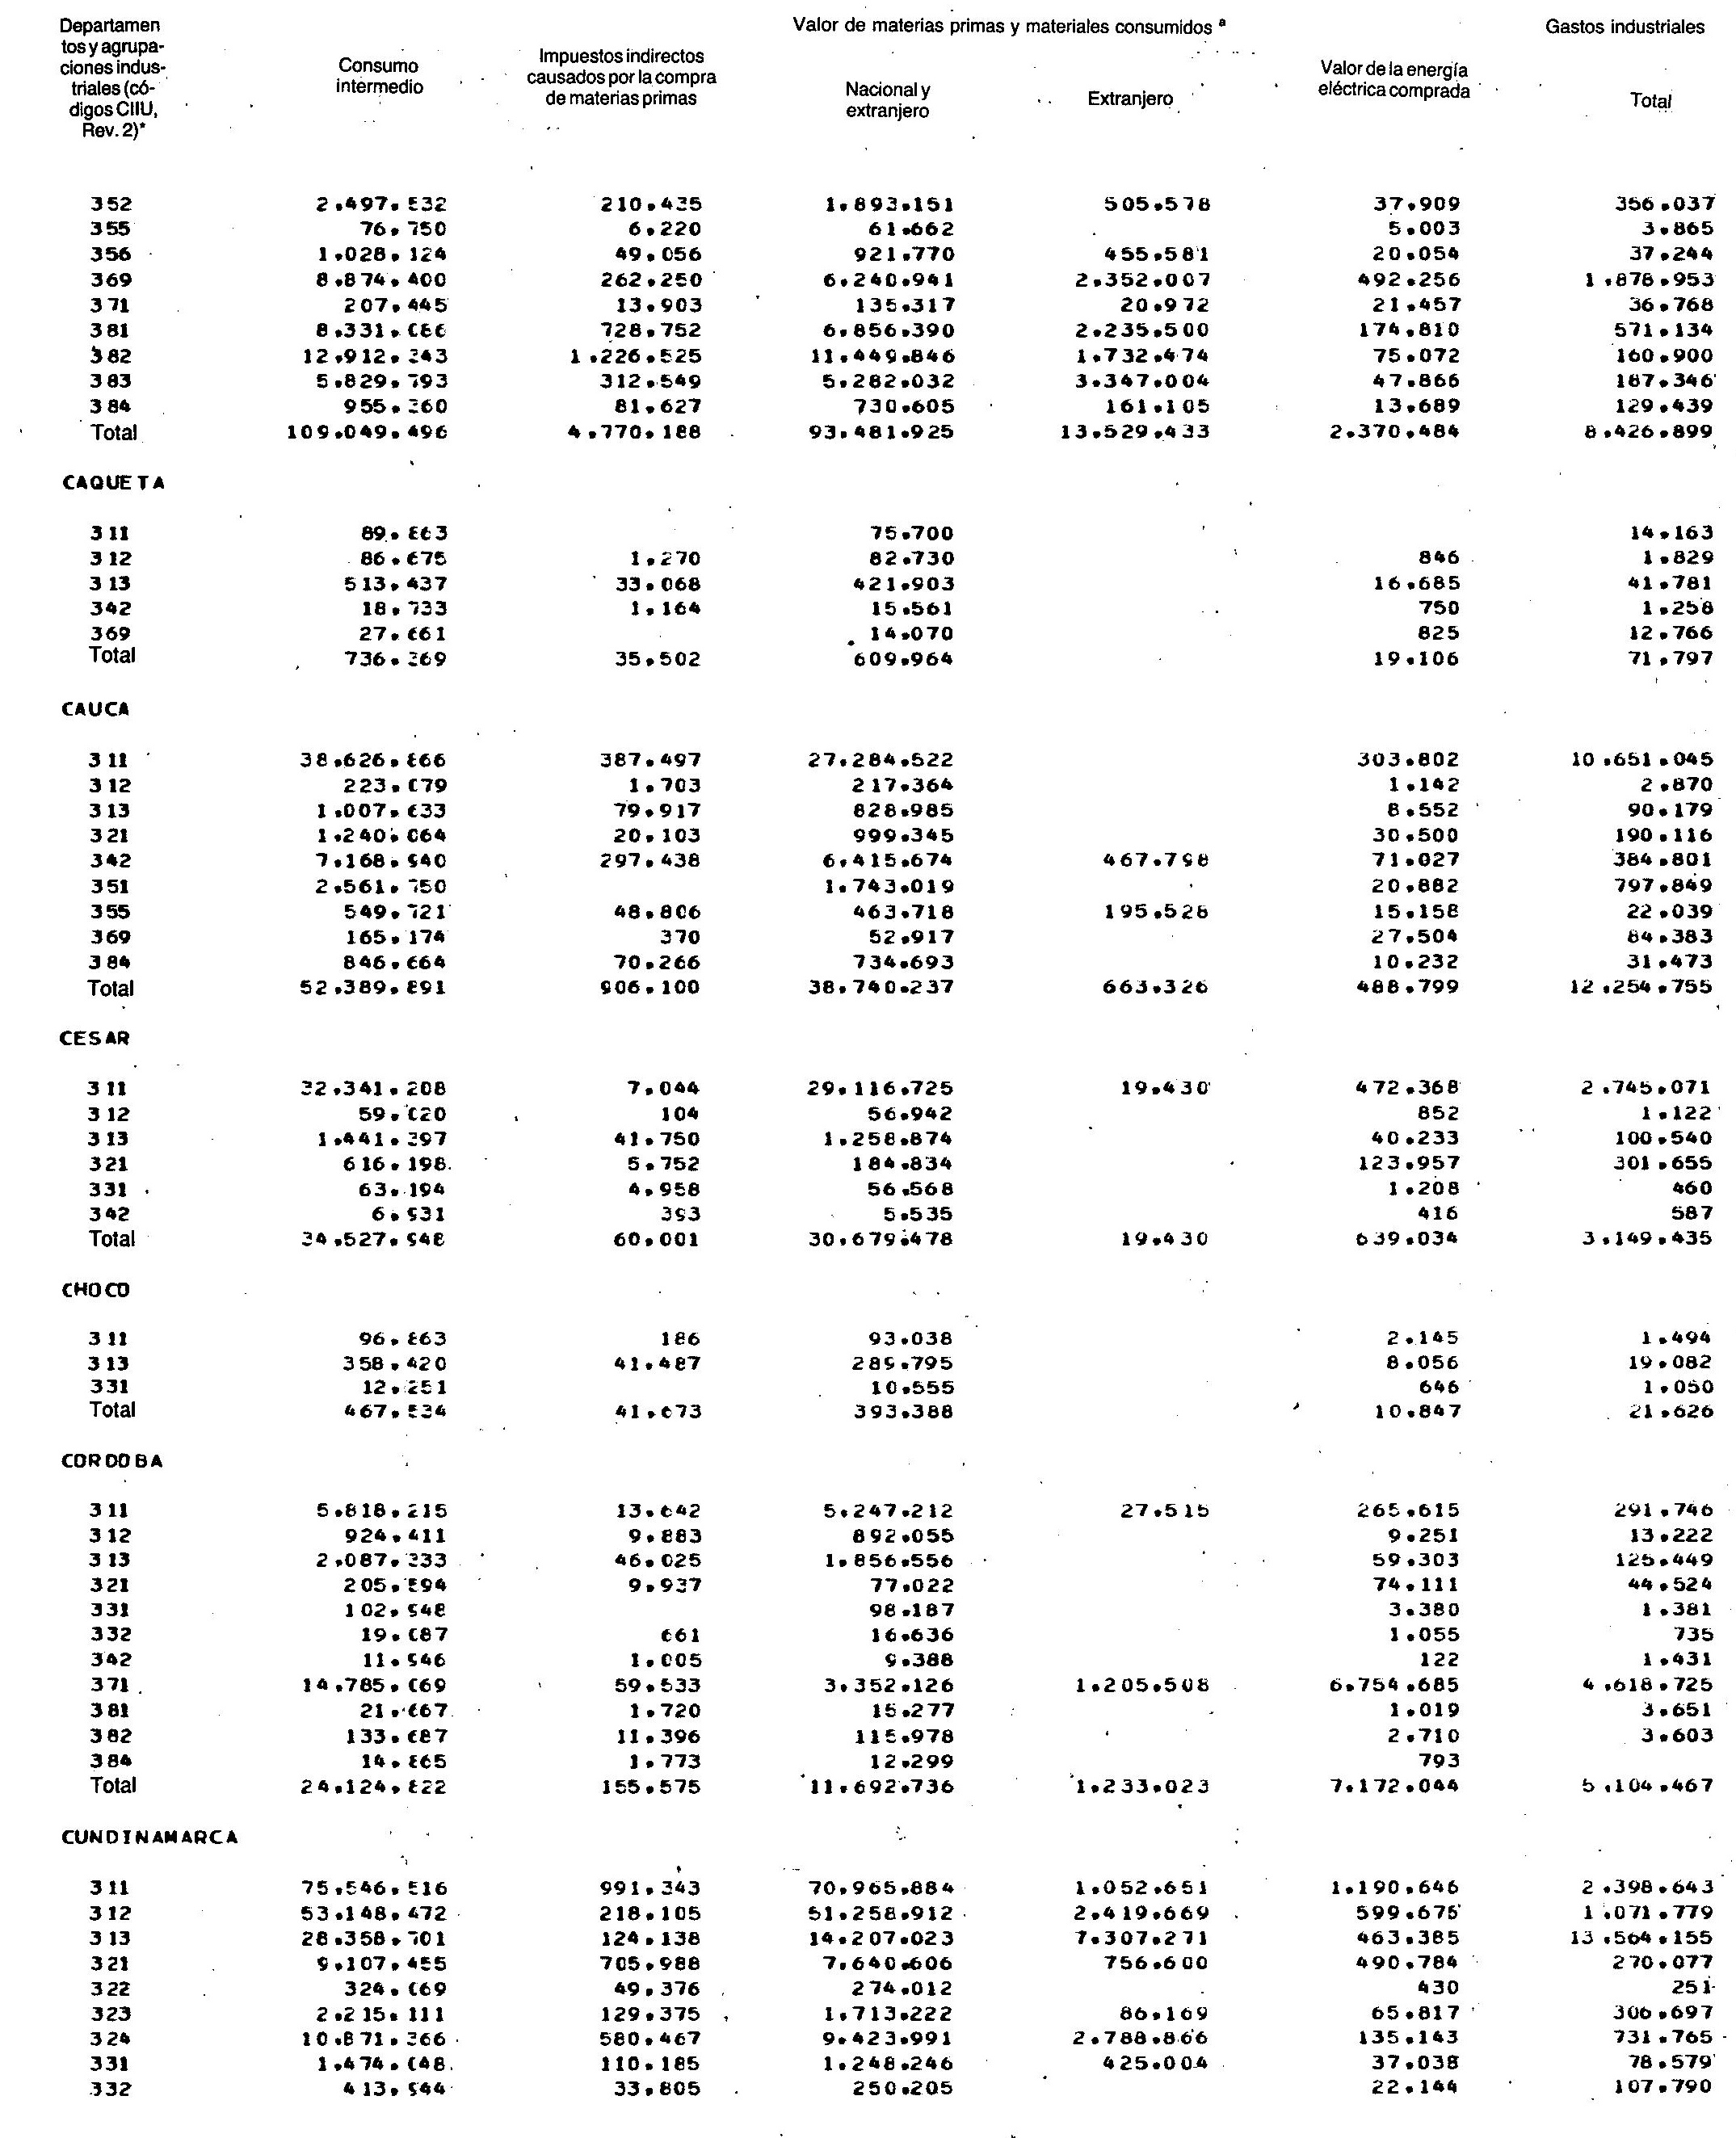 Departamen
tos y agrupa-
ciones indus-
triales (có-
digos CIIU,
Rev. 2)*
Consumo
intermedio
Impuestos indirectos
causados por la compra
de materias primas
Valor de materias primas y materiales consumidos ª
Nacional y
extranjero
Extranjero
Valor de la energía
eléctrica comprada
Gastos industriales
Total
352 2.497.532 210.435 1.893.151 505.578 37.909 356.037
355 76.750 6.220 61.662 5.003 3.865
356 1.028.124 49.056 921.770 455.581 20.054 37.244
369 8.874.400 262.250 6.240.941 2.352.007 492.256 1.878.953
371 207.445 13.903 135.317 20.972 21.457 36.768
381 8.331.086 728.752 6.856.390 2.235.500 174.810 571.134
382 12.912.343 1.226.525 11.449.846 1.732.474 75.072 160.900
383 5.829.793 312.549 5.282.032 3.347.004 47.866 187.346
384 955.360 81.627 730.605 161.105 13.689 129.439
Total 109.049.496 4.770.188 93.481.925 13.529.433 2.370.484 8.426.899
CAQUETA
311 89.863 75.700 14.163
312 86.675 1.270 82.730 846 1.829
313 513.437 33.068 421.903 16.685 41.781
342 18.733 1.164 15.561 750 1.258
369 27.661 14.070 825 12.766
Total 736.369 35.502 609.964 19.106 71.797
CAUCA
311 38.626.866 387.497 27.284.522 303.802 10.651.045
312 223.079 1.703 217.364 1.142 2.870
313 1.007.633 79.917 828.985 8.552 90.179
321 1.240.064 20.103 999.345 30.500 190.116
342 7.168.940 297.438 6.415.674 467.798 71.027 384.801
351 2.561.750 1.743.019 20.882 797.849
355 549.721 48.806 463.718 195.528 15.158 22.039
369 165.174 370 52.917 27.504 84.383
384 846.664 70.266 734.693 10.232 31.473
Total 52.389.891 906.100 38.740.237 663.326 488.799 12.254.755
CESAR
311 32.341.208 7.044 29.116.725 19.430 472.368 2.745.071
312 59.020 104 56.942 852 1.122
313 1.441.397 41.750 1.258.874 40.233 100.540
321 616.198 5.752 184.834 123.957 301.655
331 63.194 4.958 56.568 1.208 460
342 6.931 393 5.535 416 587
Total 34.527.948 60.001 30.679.478 19.430 639.034 3.149.435
CHOCO
311 96.863 186 93.038 2.145 1.494
313 358.420 41.487 289.795 8.056 19.082
331 12.251 10.555 646 1.050
Total 467.534 41.673 393.388 10.847 21.626
CORDOBA
311 5.818.215 13.642 5.247.212 27.515 265.615 291.746
312 924.411 9.883 892.055 9.251 13.222
313 2.087.333 46.025 1.856.556 59.303 125.449
321 205.594 9.937 77.022 74.111 44.524
331 102.948 98.187 3.380 1.381
332 19.087 661 16.636 1.055 735
342 11.946 1.005 9.388 122 1.431
371 14.785.069 59.533 3.352.126 1.205.508 6.754.685 4.618.725
381 21.667 1.720 15.277 1.019 3.651
382 133.687 11.396 115.978 2.710 3.603
384 14.865 1.773 12.299 793
Total 24.124.822 155.575 11.692.736 1.233.023 7.172.044 5.104.467
CUNDINAMARCA
311 75.546.516 991.343 70.965.884 1.052.651 1.190.646 2.398.643
312 53.148.472 218.105 51.258.912 2.419.669 599.675 1.071.779
313 28.358.701 124.138 14.207.023 7.307.271 463.385 13.564.155
321 9.107.455 705.988 7.640.606 756.600 490.784 270.077
322 324.069 49.376 274.012 430 251
323 2.215.111 129.375 1.713.222 86.169 65.817 306.697
324 10.871.366 580.467 9.423.991 2.788.866 135.143 731.765
331 1.474.048 110.185 1.248.246 425.004 37.038 78.579
332 413.944 33.805 250.205 22.144 107.790